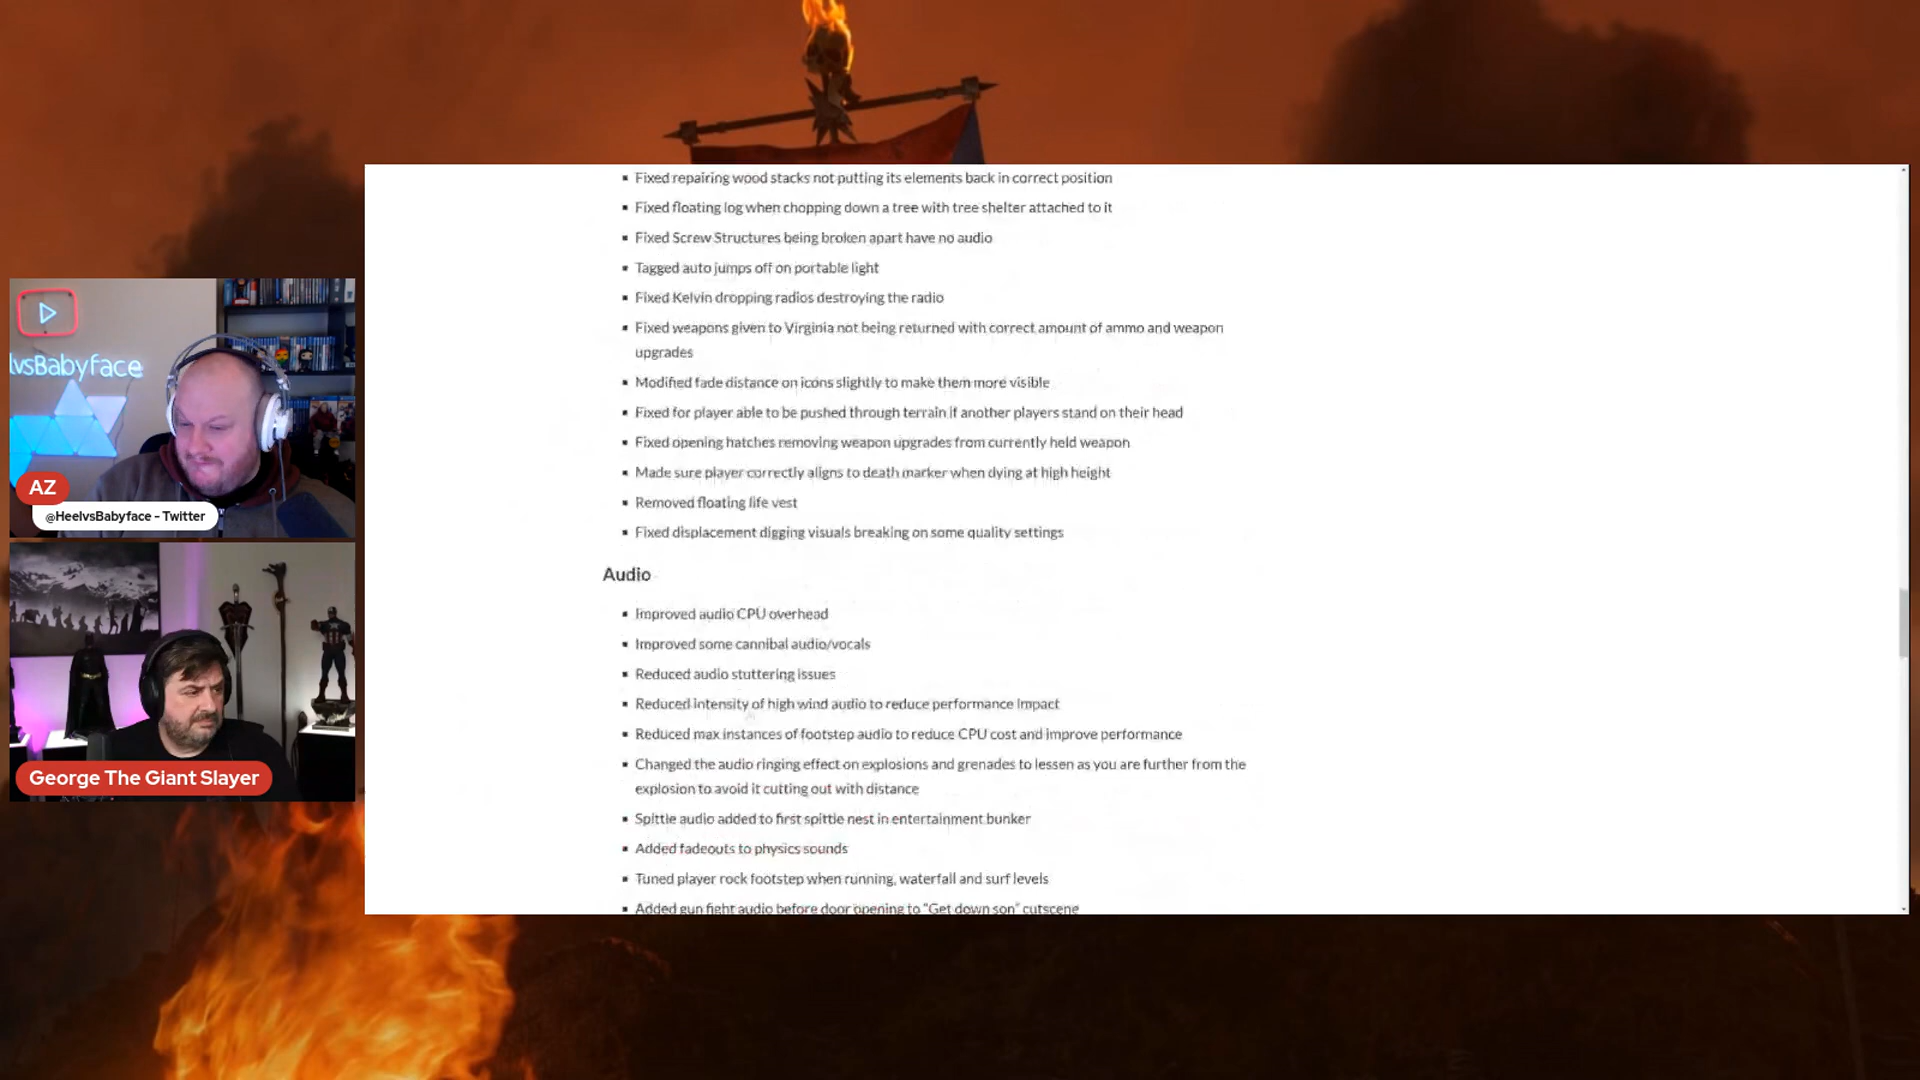 Fixed repairing wood stacks not putting its elements back in correct position
Fixed floating log when chopping down a tree with tree shelter attached to it
Fixed Screw Structures being broken apart have no audio
Tagged auto jumps off on portable light
Fixed Kelvin dropping radios destroying the radio
Fixed weapons given to Virginia not being returned with correct amount of ammo and weapon
upgrades
Modified fade distance on icons slightly to make them more visible
Fixed for player able to be pushed through terrain if another players stand on their head
Fixed opening hatches removing weapon upgrades from currently held weapon
Made sure player correctly aligns to death marker when dying at high height
Removed floating life vest
Fixed displacement digging visuals breaking on some quality settings
Audio
Improved audio CPU overhead
Improved some cannibal audio/vocals
Reduced audio stuttering issues
Reduced intensity of high wind audio to reduce performance Impact
Reduced max instances of footstep audio to reduce CPU cost and improve performance
Changed the audio ringing effect on explosions and grenades to lessen as you are further from the
explosion to avoid it cutting out with distance
Spittle audio added to first spittle nest in entertainment bunker
Added fadeouts to physics sounds
Tuned player rock footstep when running, waterfall and surf levels
Added gun fight audio before door opening to "Get down son" cutscene
lvsBabyface
AZ
@HeelvsBabyface - Twitter
George The Giant Slayer